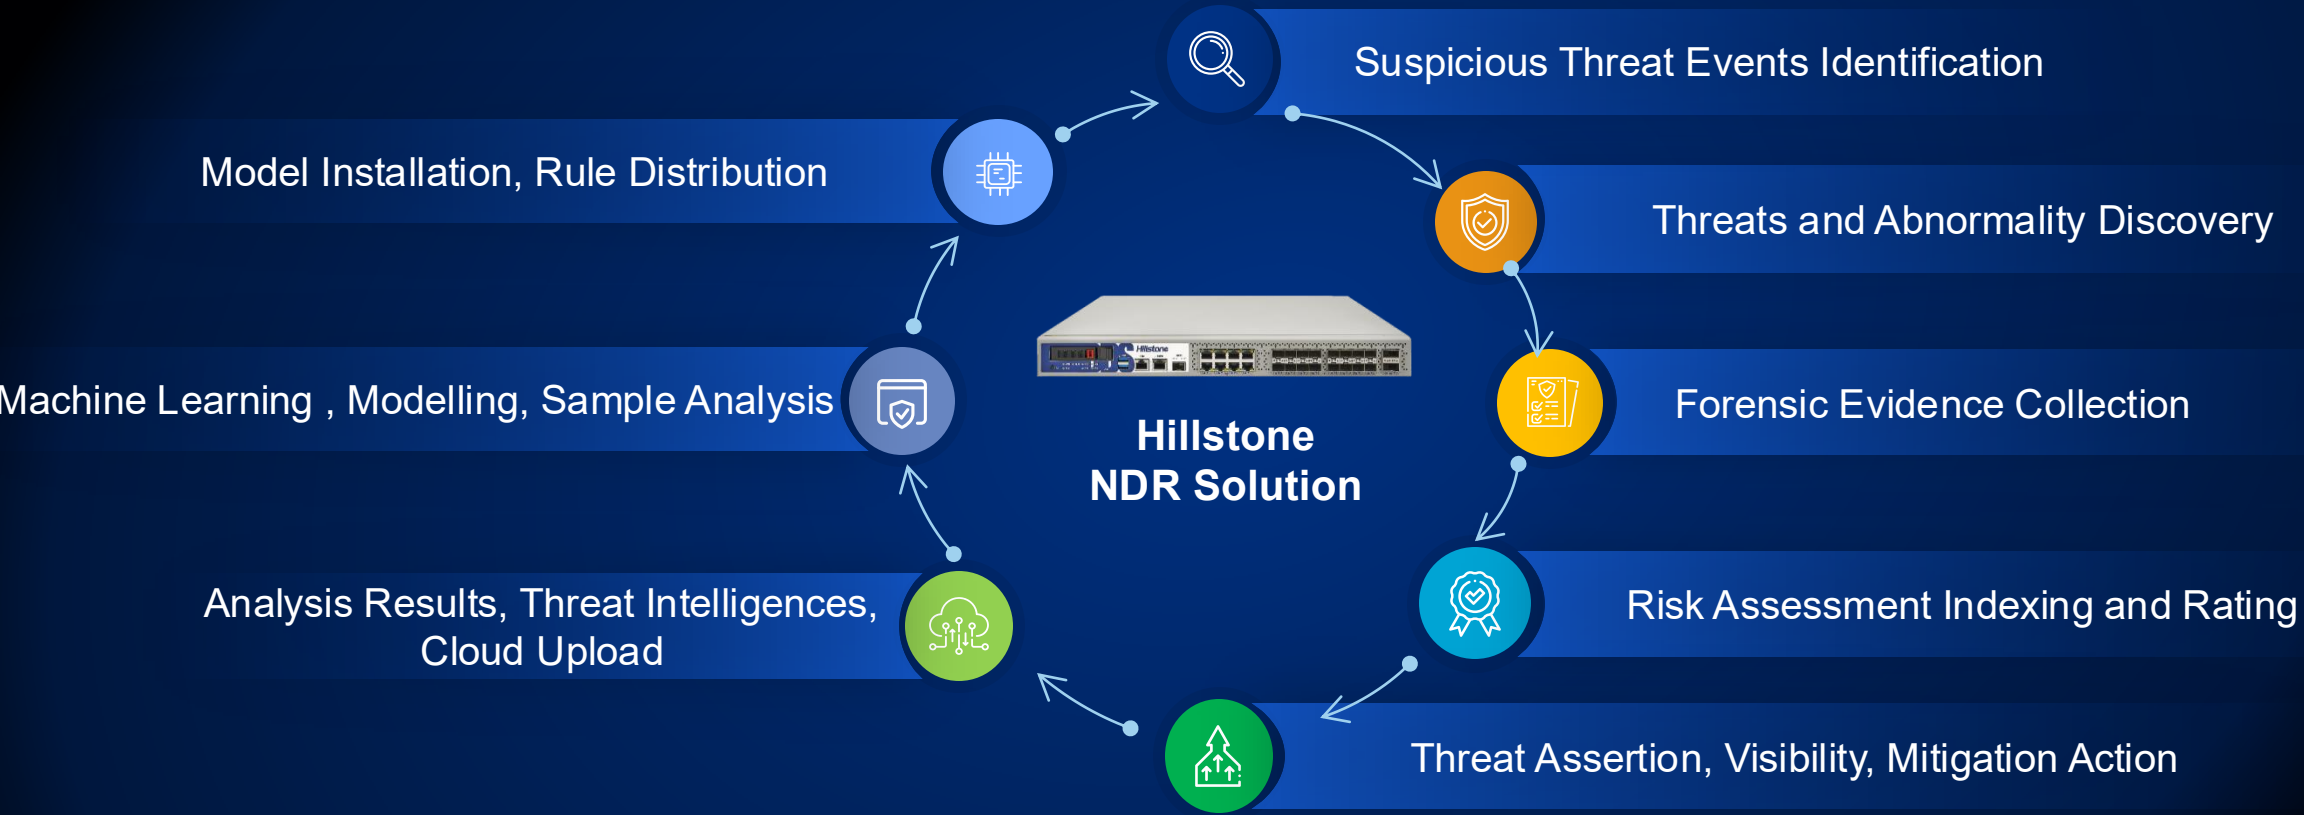 Suspicious Threat Events Identification
Threats and Abnormality Discovery
Forensic Evidence Collection
Risk Assessment Indexing and Rating
Threat Assertion, Visibility, Mitigation Action
Analysis Results, Threat Intelligences,
Cloud Upload
Machine Learning , Modelling, Sample Analysis
Model Installation, Rule Distribution
Hillstone
Hillstone
NDR Solution